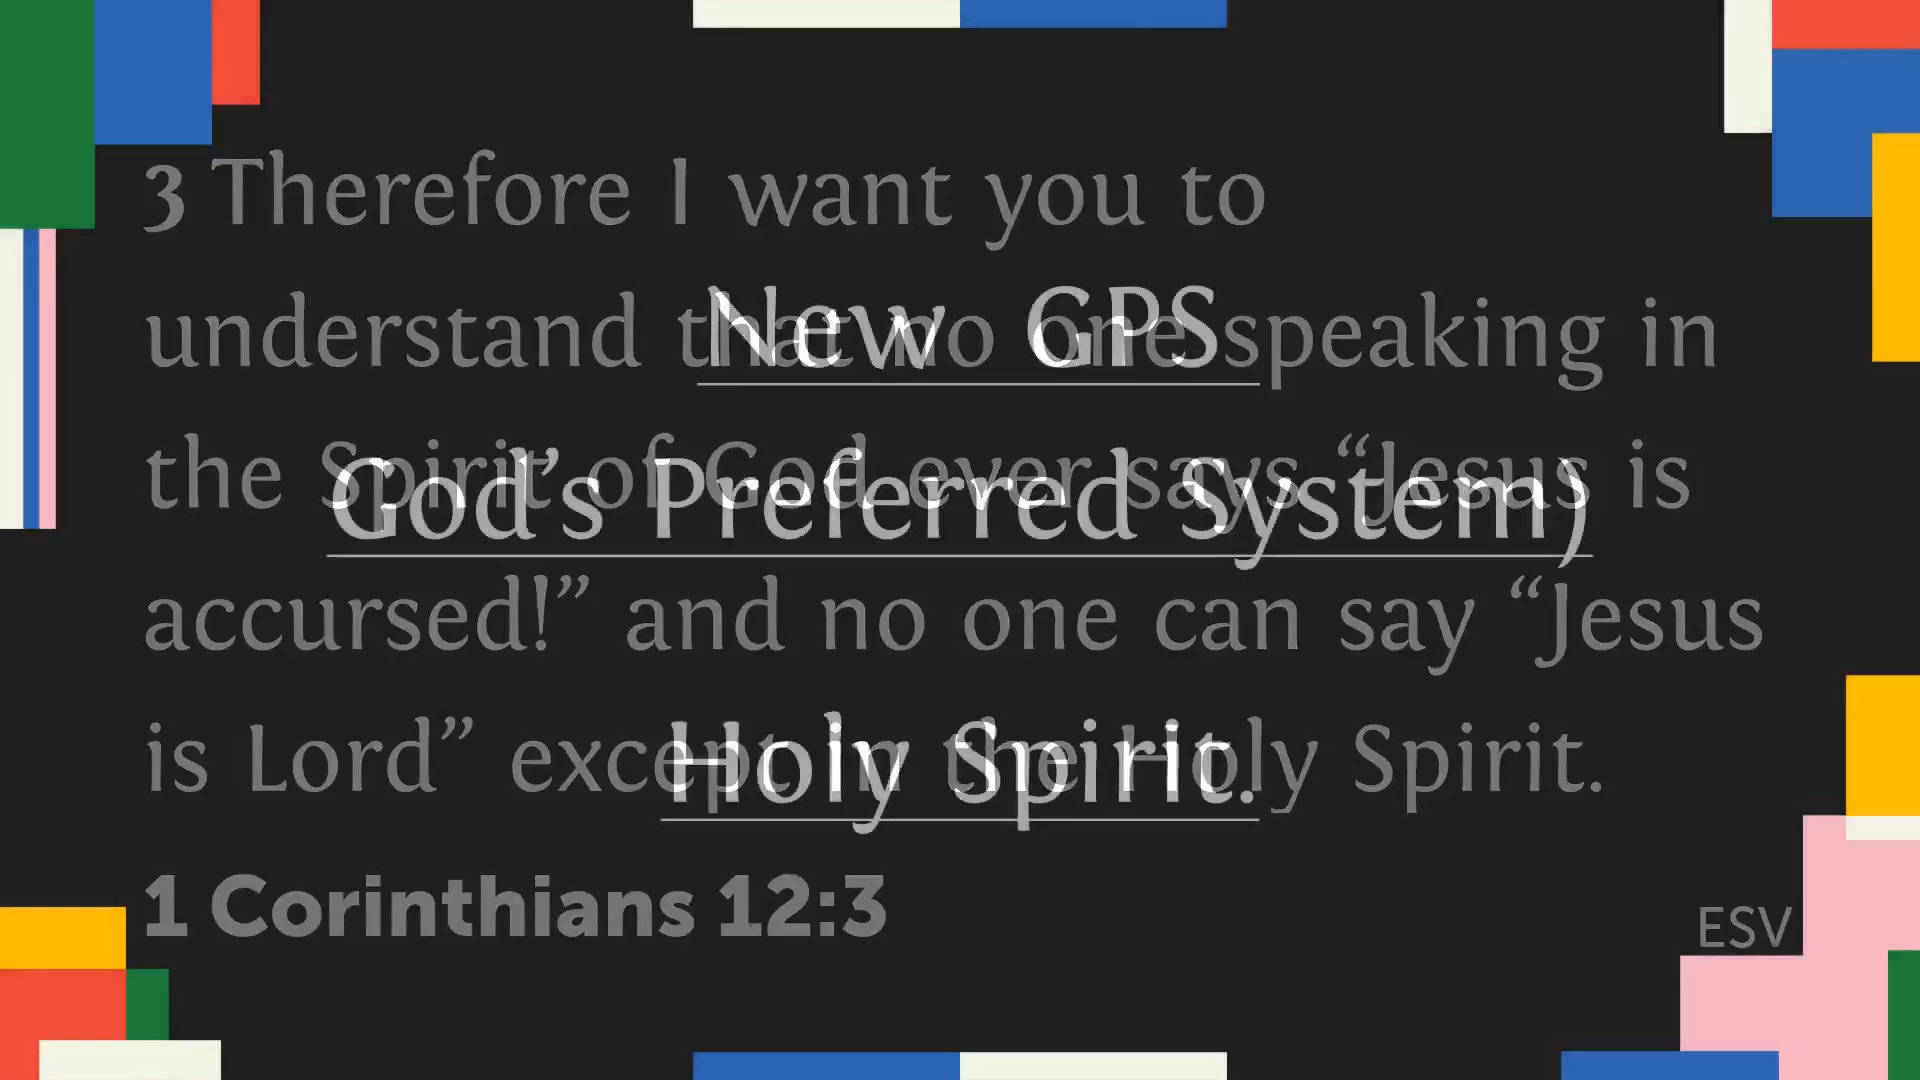 3 Therefore I want you to
understand that no one speaking in
the Spirit of God ever says “Jesus is
accursed!” and no one can say “Jesus
is Lord” except in the Holy Spirit.
1 Corinthians 12:3
ESV
New GPS
God’s Preferred System)
Holy Spirit.